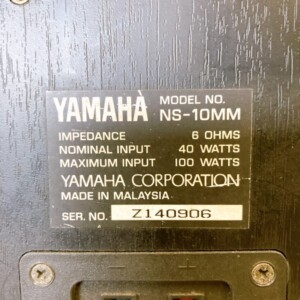 YAMAHA MODEL NO.
NS-10MM
IMPEDANCE 6 OHMS
NOMINAL INPUT 40 WATTS
MAXIMUM INPUT 100 WATTS
YAMAHA CORPORATION
MADE IN MALAYSIA
SER. NO. Z140906